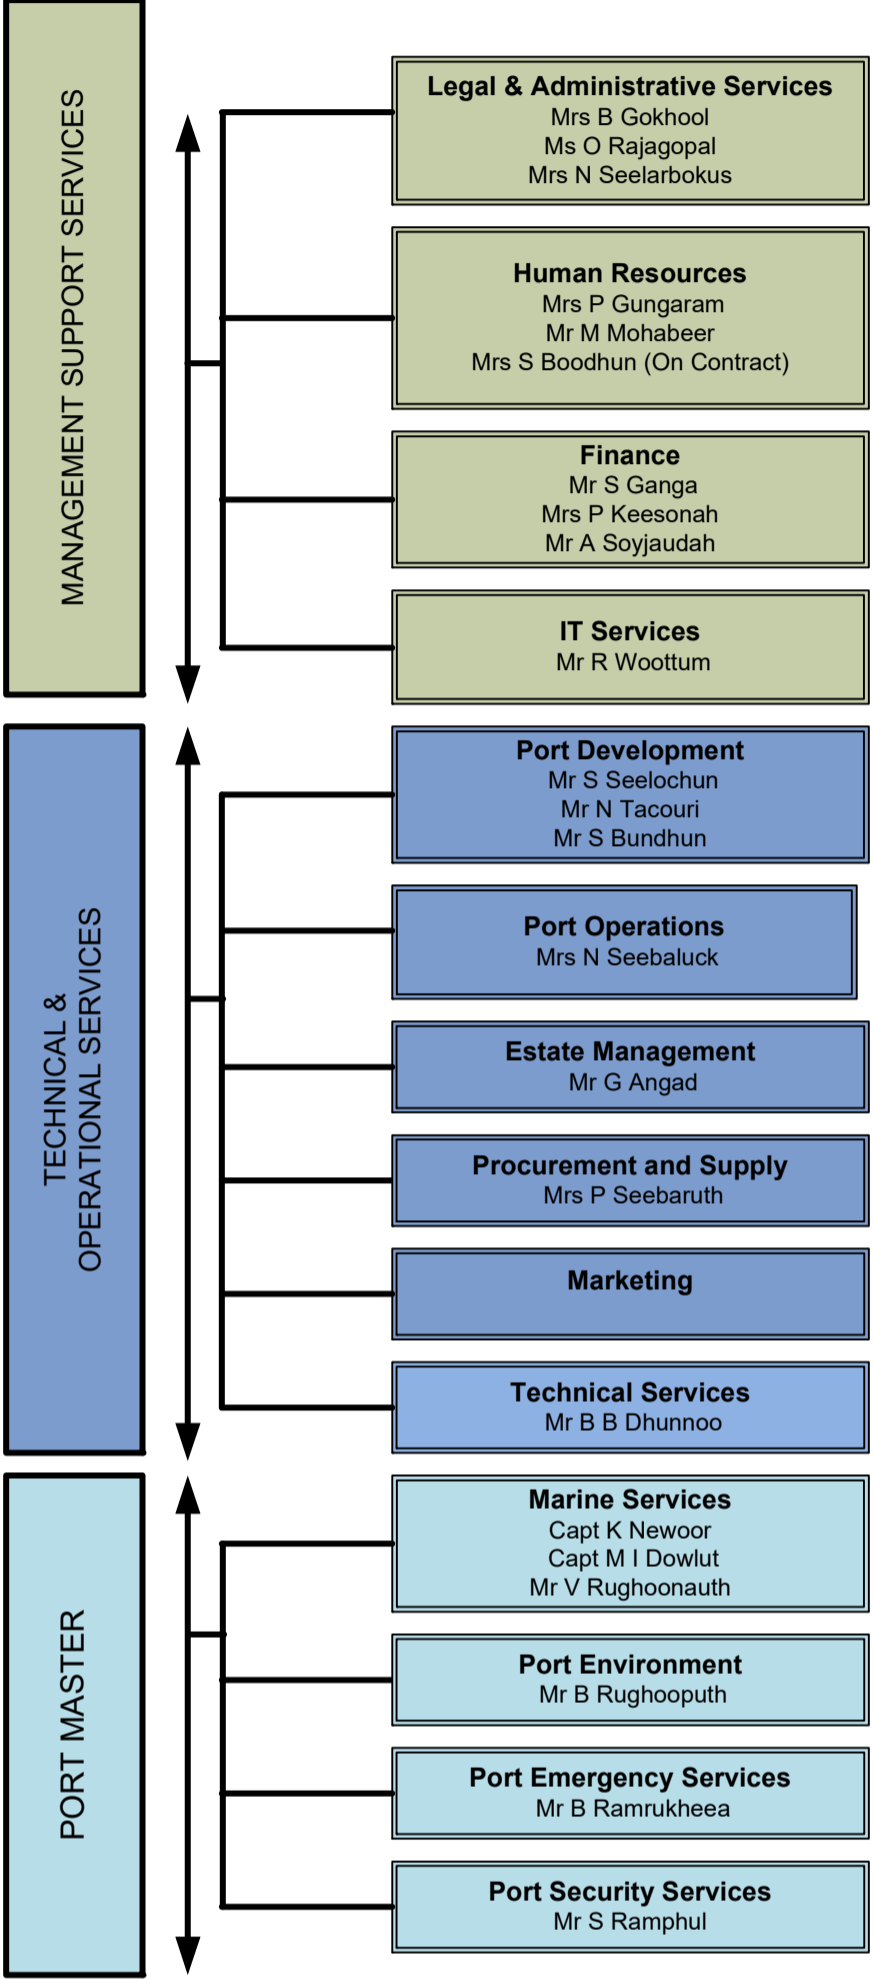 MANAGEMENT SUPPORT SERVICES
Legal & Administrative Services
Mrs B Gokhool
Ms O Rajagopal
Mrs N Seelarbokus
Human Resources
Mrs P Gungaram
Mr M Mohabeer
Mrs S Boodhun (On Contract)
Finance
Mr S Ganga
Mrs P Keesonah
Mr A Soyjaudah
IT Services
Mr R Woottum
TECHNICAL &
OPERATIONAL SERVICES
Port Development
Mr S Seelochun
Mr N Tacouri
Mr S Bundhun
Port Operations
Mrs N Seebaluck
Estate Management
Mr G Angad
Procurement and Supply
Mrs P Seebaruth
Marketing
Technical Services
Mr B B Dhunnoo
PORT MASTER
Marine Services
Capt K Newoor
Capt M I Dowlut
Mr V Rughoonauth
Port Environment
Mr B Rughooputh
Port Emergency Services
Mr B Ramrukheea
Port Security Services
Mr S Ramphul